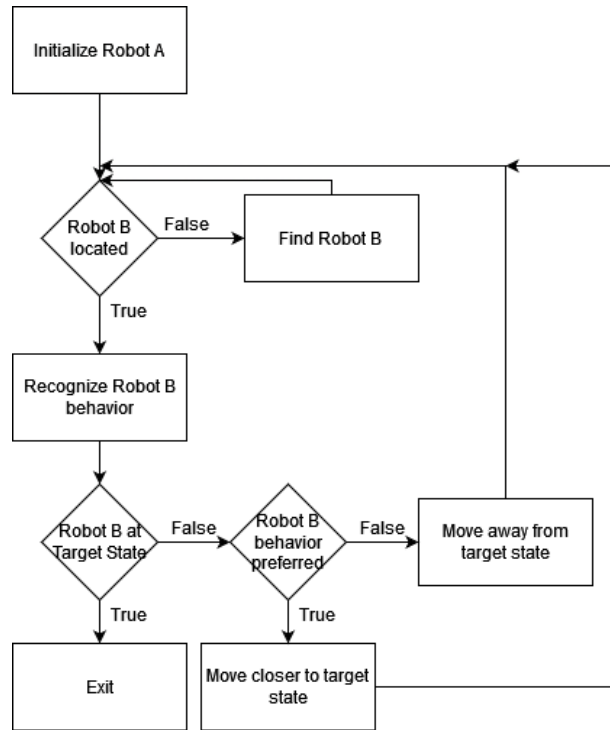 Initialize Robot A
Robot B
located
False
Find Robot B
True
Recognize Robot B
behavior
Robot B at
Target State
False
Robot B
behavior
preferred
False
Move away from
target state
True
True
Exit
Move closer to target
state